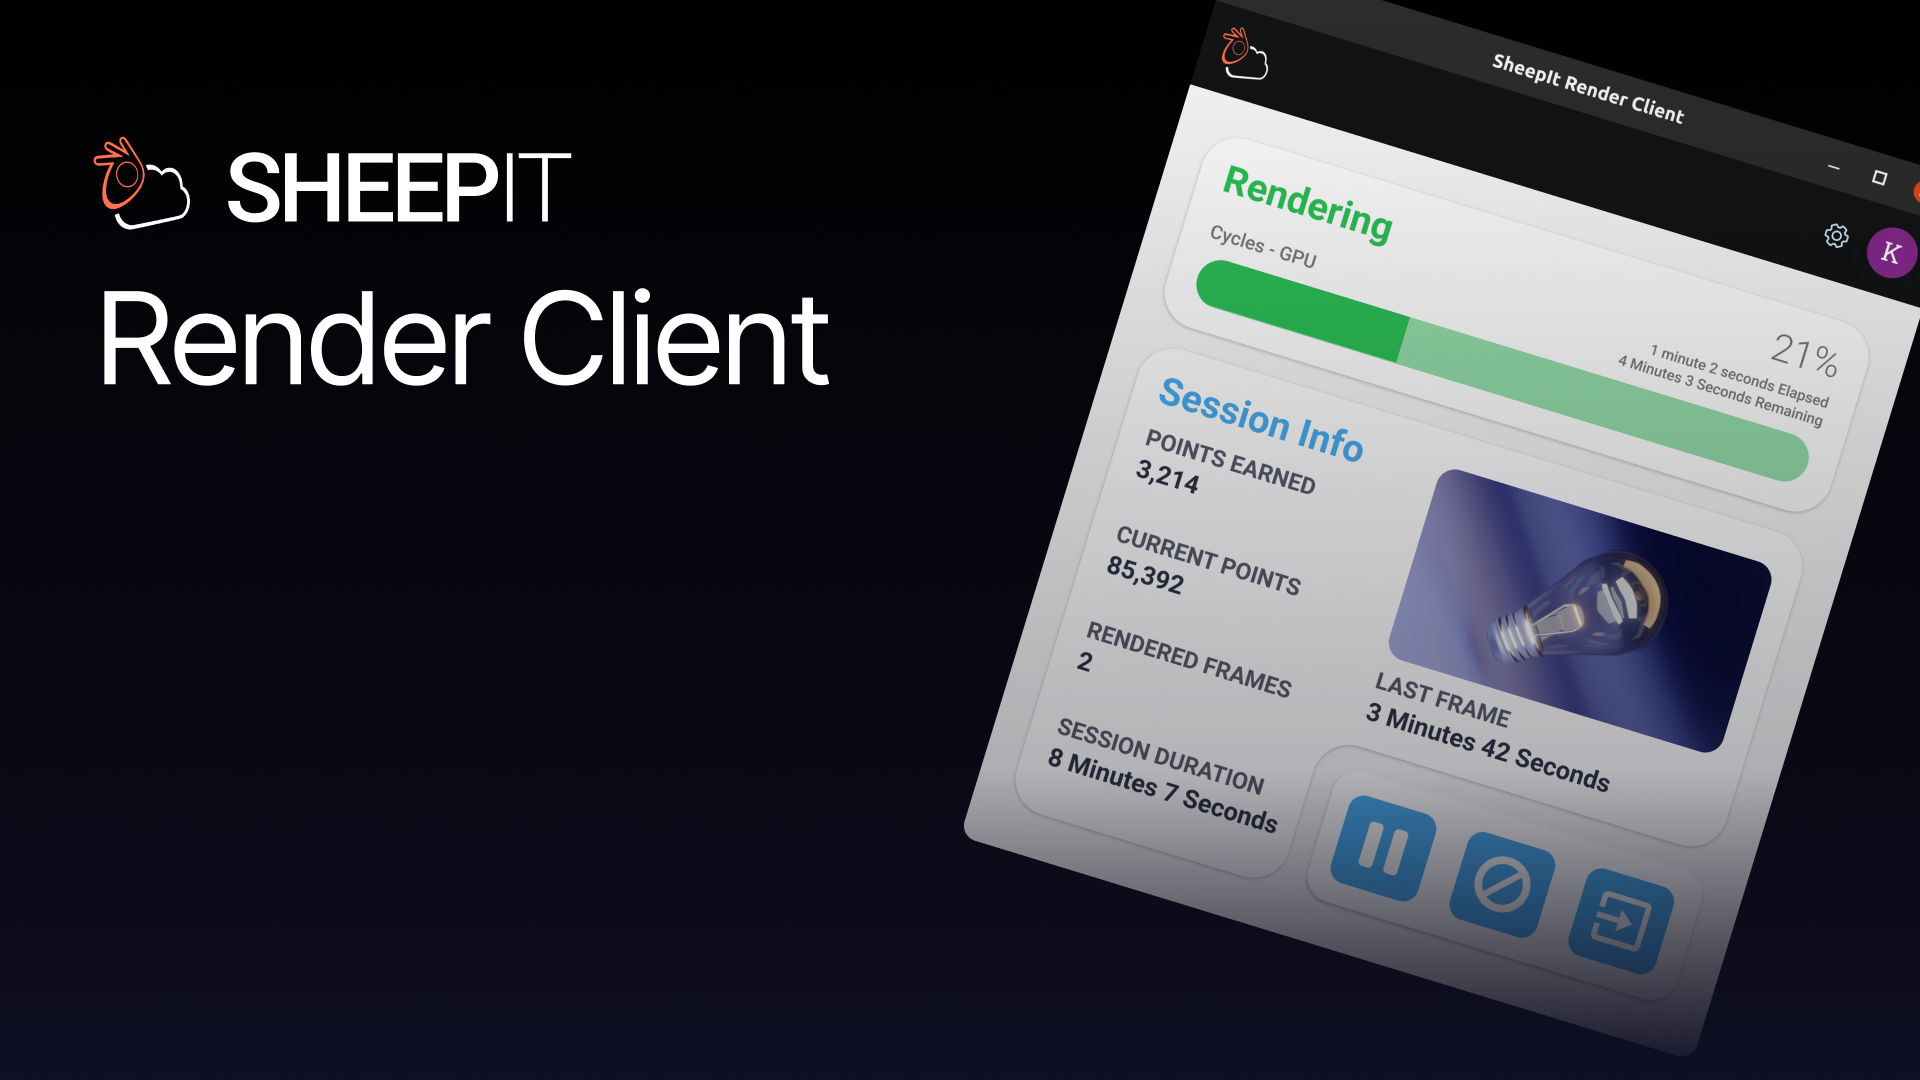 SHEEPIT
Render Client
SheepIt Render Client
K
Rendering
Cycles - GPU
21%
1 minute 2 seconds Elapsed
4 Minutes 3 Seconds Remaining
Session Info
POINTS EARNED
3,214
CURRENT POINTS
85,392
RENDERED FRAMES
2
SESSION DURATION
8 Minutes 7 Seconds
LAST FRAME
3 Minutes 42 Seconds